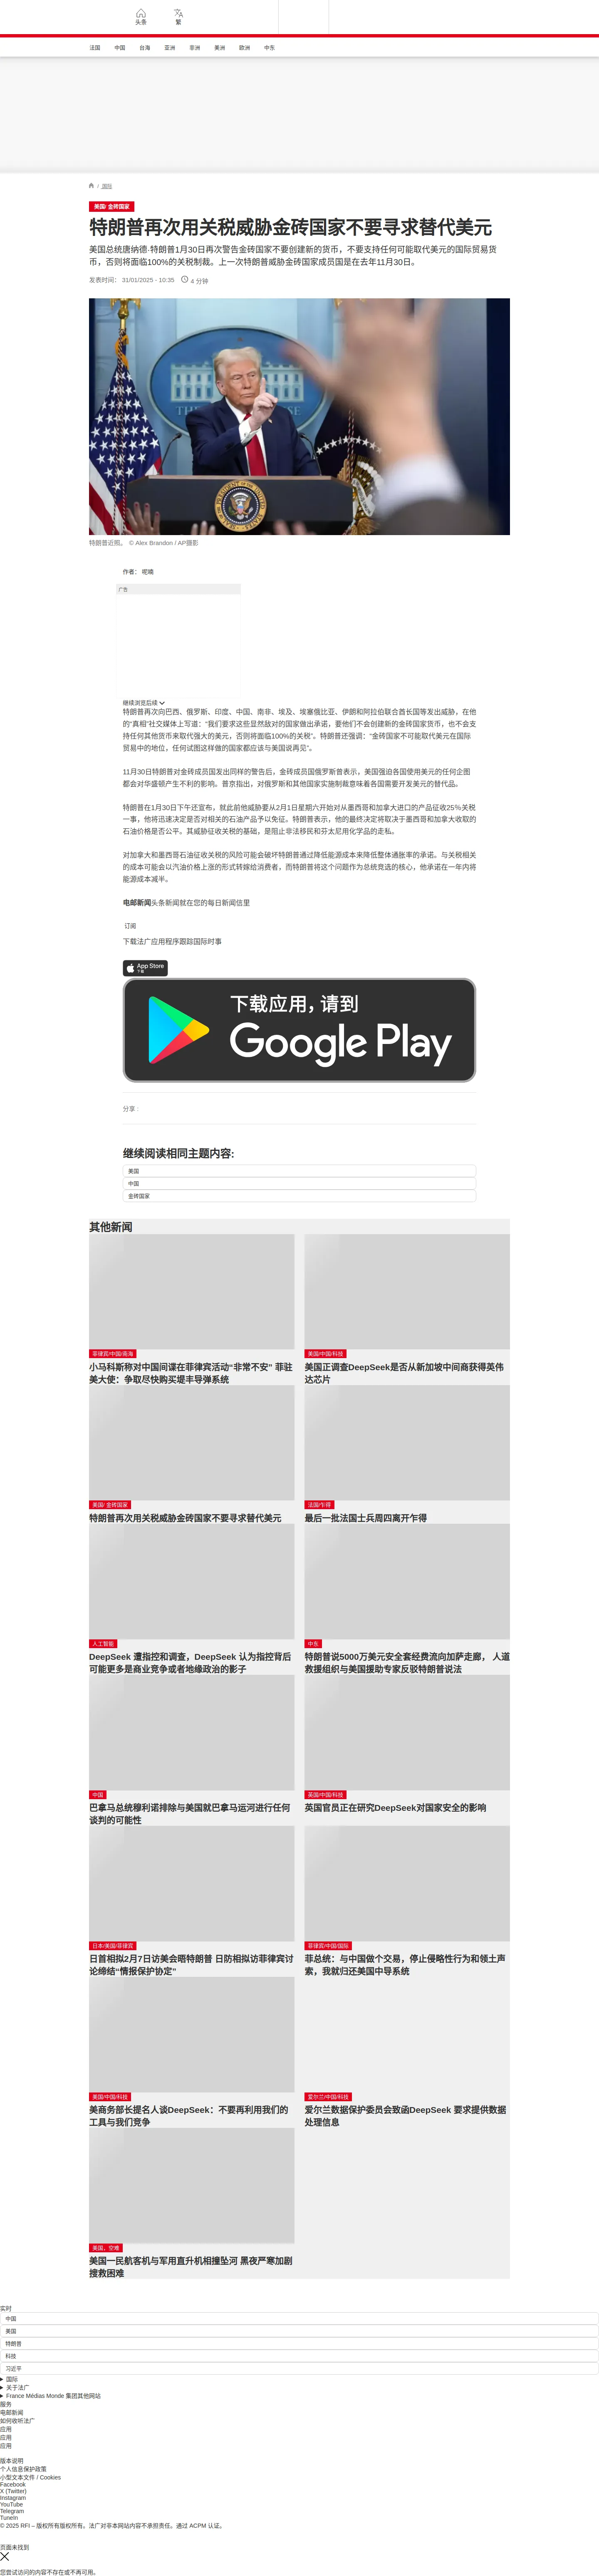 头条
繁
法国
中国
台海
亚洲
非洲
美洲
欧洲
中东
/ 国际
美国/ 金砖国家
特朗普再次用关税威胁金砖国家不要寻求替代美元
美国总统唐纳德·特朗普1月30日再次警告金砖国家不要创建新的货币，不要支持任何可能取代美元的国际贸易货
币，否则将面临100%的关税制裁。上一次特朗普威胁金砖国家成员国是在去年11月30日。
发表时间： 31/01/2025 - 10:35
4 分钟
THE WHITE HOUSE
WASHINGTON
特朗普近照。 © Alex Brandon / AP摄影
作者： 呢喃
广告
继续浏览后续
特朗普再次向巴西、俄罗斯、印度、中国、南非、埃及、埃塞俄比亚、伊朗和阿拉伯联合酋长国等发出威胁，在他
的“真相”社交媒体上写道：“我们要求这些显然敌对的国家做出承诺，要他们不会创建新的金砖国家货币，也不会支
持任何其他货币来取代强大的美元，否则将面临100%的关税”。特朗普还强调：“金砖国家不可能取代美元在国际
贸易中的地位，任何试图这样做的国家都应该与美国说再见”。
11月30日特朗普对金砖成员国发出同样的警告后，金砖成员国俄罗斯首表示，美国强迫各国使用美元的任何企图
都会对华盛顿产生不利的影响。普京指出，对俄罗斯和其他国家实施制裁意味着各国需要开发美元的替代品。
特朗普在1月30日下午还宣布，就此前他威胁要从2月1日星期六开始对从墨西哥和加拿大进口的产品征收25％关税
一事，他将迅速决定是否对相关的石油产品予以免征。特朗普表示，他的最终决定将取决于墨西哥和加拿大收取的
石油价格是否公平。其威胁征收关税的基础，是阻止非法移民和芬太尼用化学品的走私。
对加拿大和墨西哥石油征收关税的风险可能会破坏特朗普通过降低能源成本来降低整体通胀率的承诺。与关税相关
的成本可能会以汽油价格上涨的形式转嫁给消费者，而特朗普将这个问题作为总统竞选的核心，他承诺在一年内将
能源成本减半。
电邮新闻头条新闻就在您的每日新闻信里
订阅
下载法广应用程序跟踪国际时事
App Store
下载
下载应用，请到
Google Play
分享 :
继续阅读相同主题内容:
美国
中国
金砖国家
其他新闻
菲律宾/中国/南海
小马科斯称对中国间谍在菲律宾活动“非常不安” 菲驻
美大使：争取尽快购买堤丰导弹系统
美国/中国/科技
美国正调查DeepSeek是否从新加坡中间商获得英伟
达芯片
美国/ 金砖国家
特朗普再次用关税威胁金砖国家不要寻求替代美元
法国/乍得
最后一批法国士兵周四离开乍得
人工智能
DeepSeek 遭指控和调查，DeepSeek 认为指控背后
可能更多是商业竞争或者地缘政治的影子
中东
特朗普说5000万美元安全套经费流向加萨走廊， 人道
救援组织与美国援助专家反驳特朗普说法
中国
巴拿马总统穆利诺排除与美国就巴拿马运河进行任何
谈判的可能性
英国/中国/科技
英国官员正在研究DeepSeek对国家安全的影响
日本/美国/菲律宾
日首相拟2月7日访美会晤特朗普 日防相拟访菲律宾讨
论缔结“情报保护协定”
菲律宾/中国/国际
菲总统：与中国做个交易，停止侵略性行为和领土声
索，我就归还美国中导系统
美国/中国/科技
美商务部长提名人谈DeepSeek：不要再利用我们的
工具与我们竞争
爱尔兰/中国/科技
爱尔兰数据保护委员会致函DeepSeek 要求提供数据
处理信息
美国，空难
美国一民航客机与军用直升机相撞坠河 黑夜严寒加剧
搜救困难
实时
中国
美国
特朗普
科技
习近平
国际
关于法广
France Médias Monde 集团其他网站
服务
电邮新闻
如何收听法广
应用
应用
应用
版本说明
个人信息保护政策
小型文本文件 / Cookies
Facebook
X (Twitter)
Instagram
YouTube
Telegram
TuneIn
© 2025 RFI – 版权所有版权所有。法广对非本网站内容不承担责任。通过 ACPM 认证。
页面未找到
您尝试访问的内容不存在或不再可用。